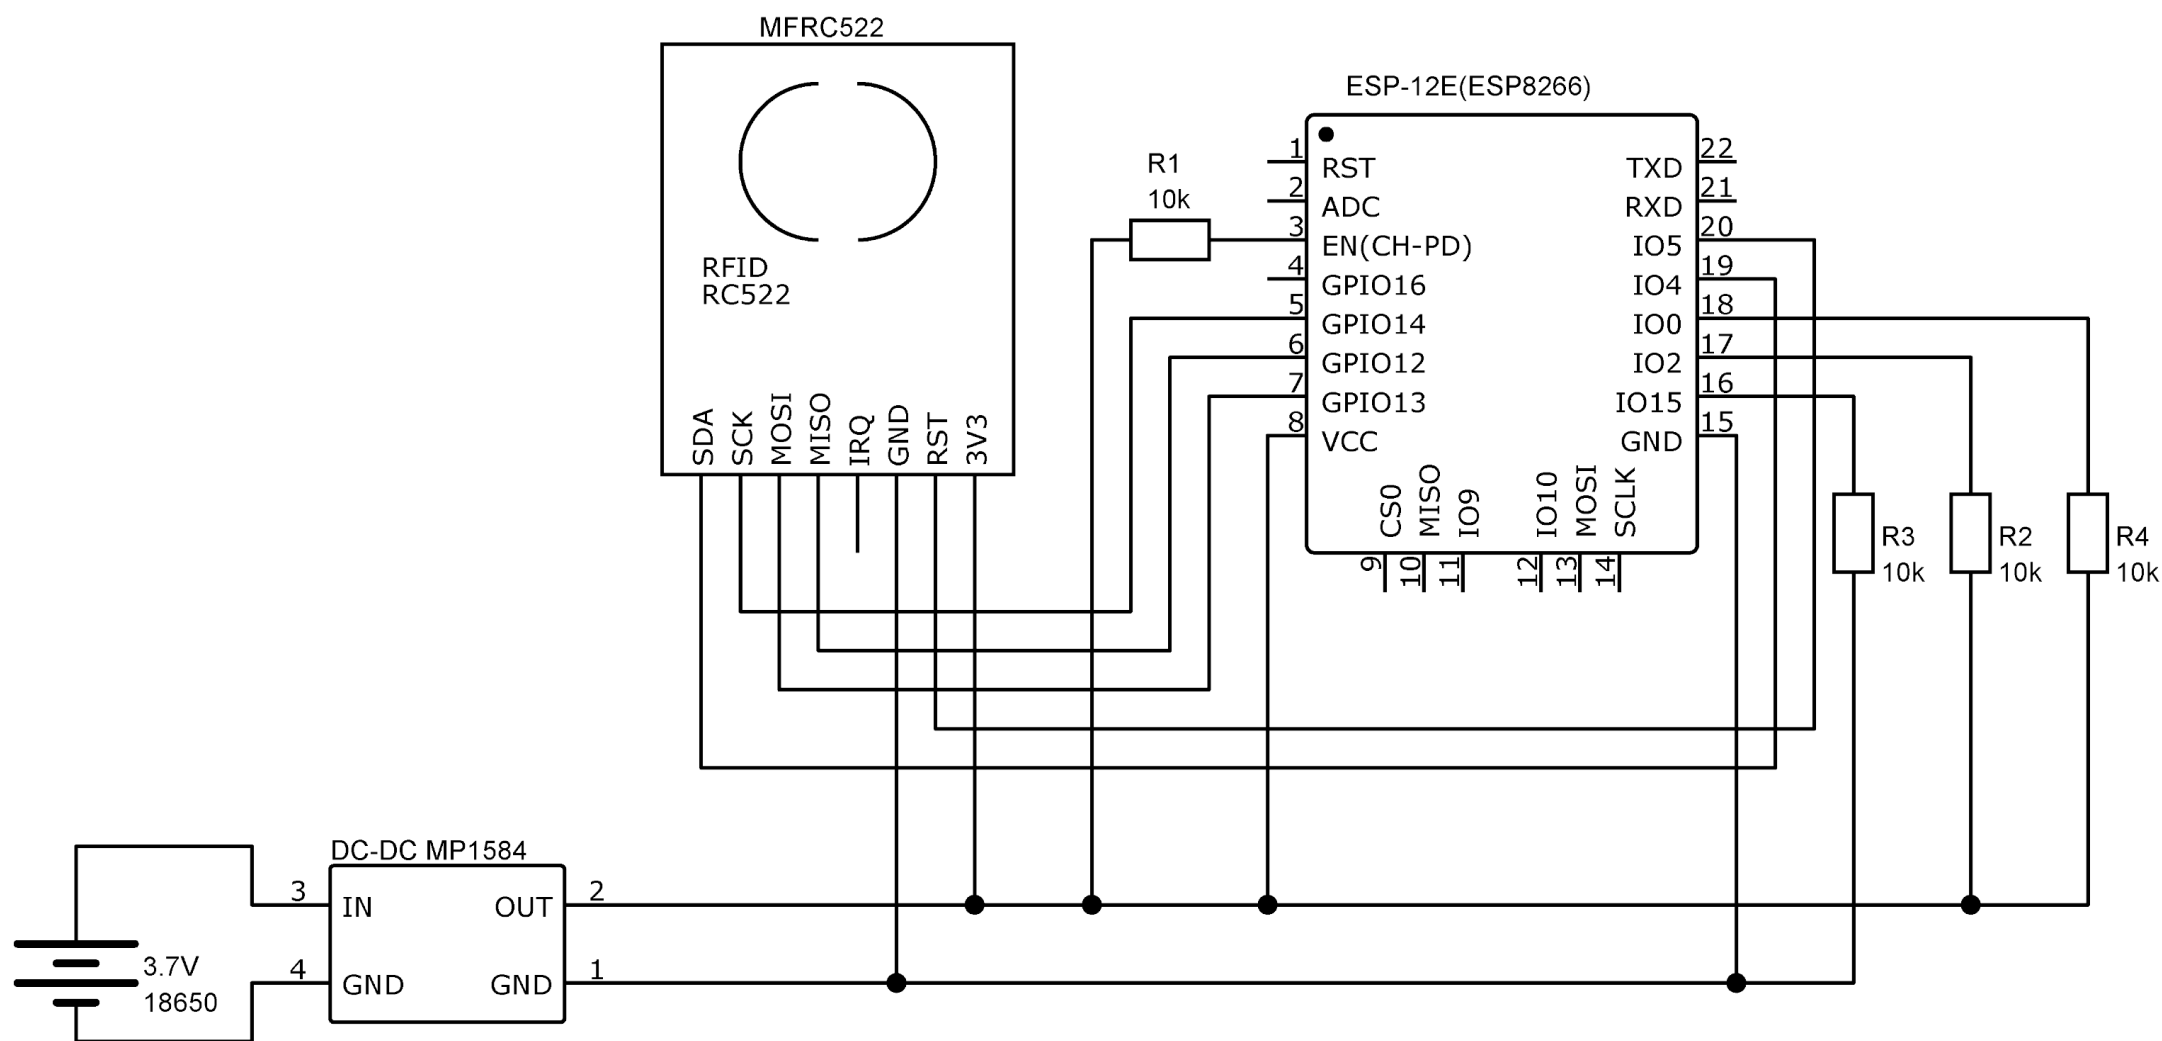 MFRC522
RFID
RC522
SDA
SCK
MOSI
MISO
IRQ
GND
RST
3V3
R1
10k
ESP-12E(ESP8266)
1 RST
2 ADC
3 EN(CH-PD)
4 GPIO16
5 GPIO14
6 GPIO12
7 GPIO13
8 VCC
TXD 22
RXD 21
IO5 20
IO4 19
IO0 18
IO2 17
IO15 16
GND 15
CS0
MISO
IO9
IO10
MOSI
SCLK
9
10
11
12
13
14
R3
10k
R2
10k
R4
10k
DC-DC MP1584
3 IN
OUT 2
4 GND
GND 1
3.7V
18650